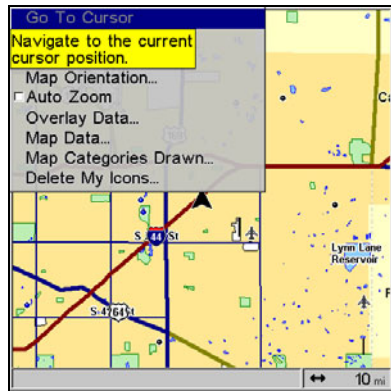 Go To Cursor
Navigate to the current
cursor position.
Map Orientation...
Auto Zoom
Overlay Data...
Map Data...
Map Categories Drawn...
Delete My Icons...
Ca
S 44 St
Lynn Lane
Reservoir
10 mi